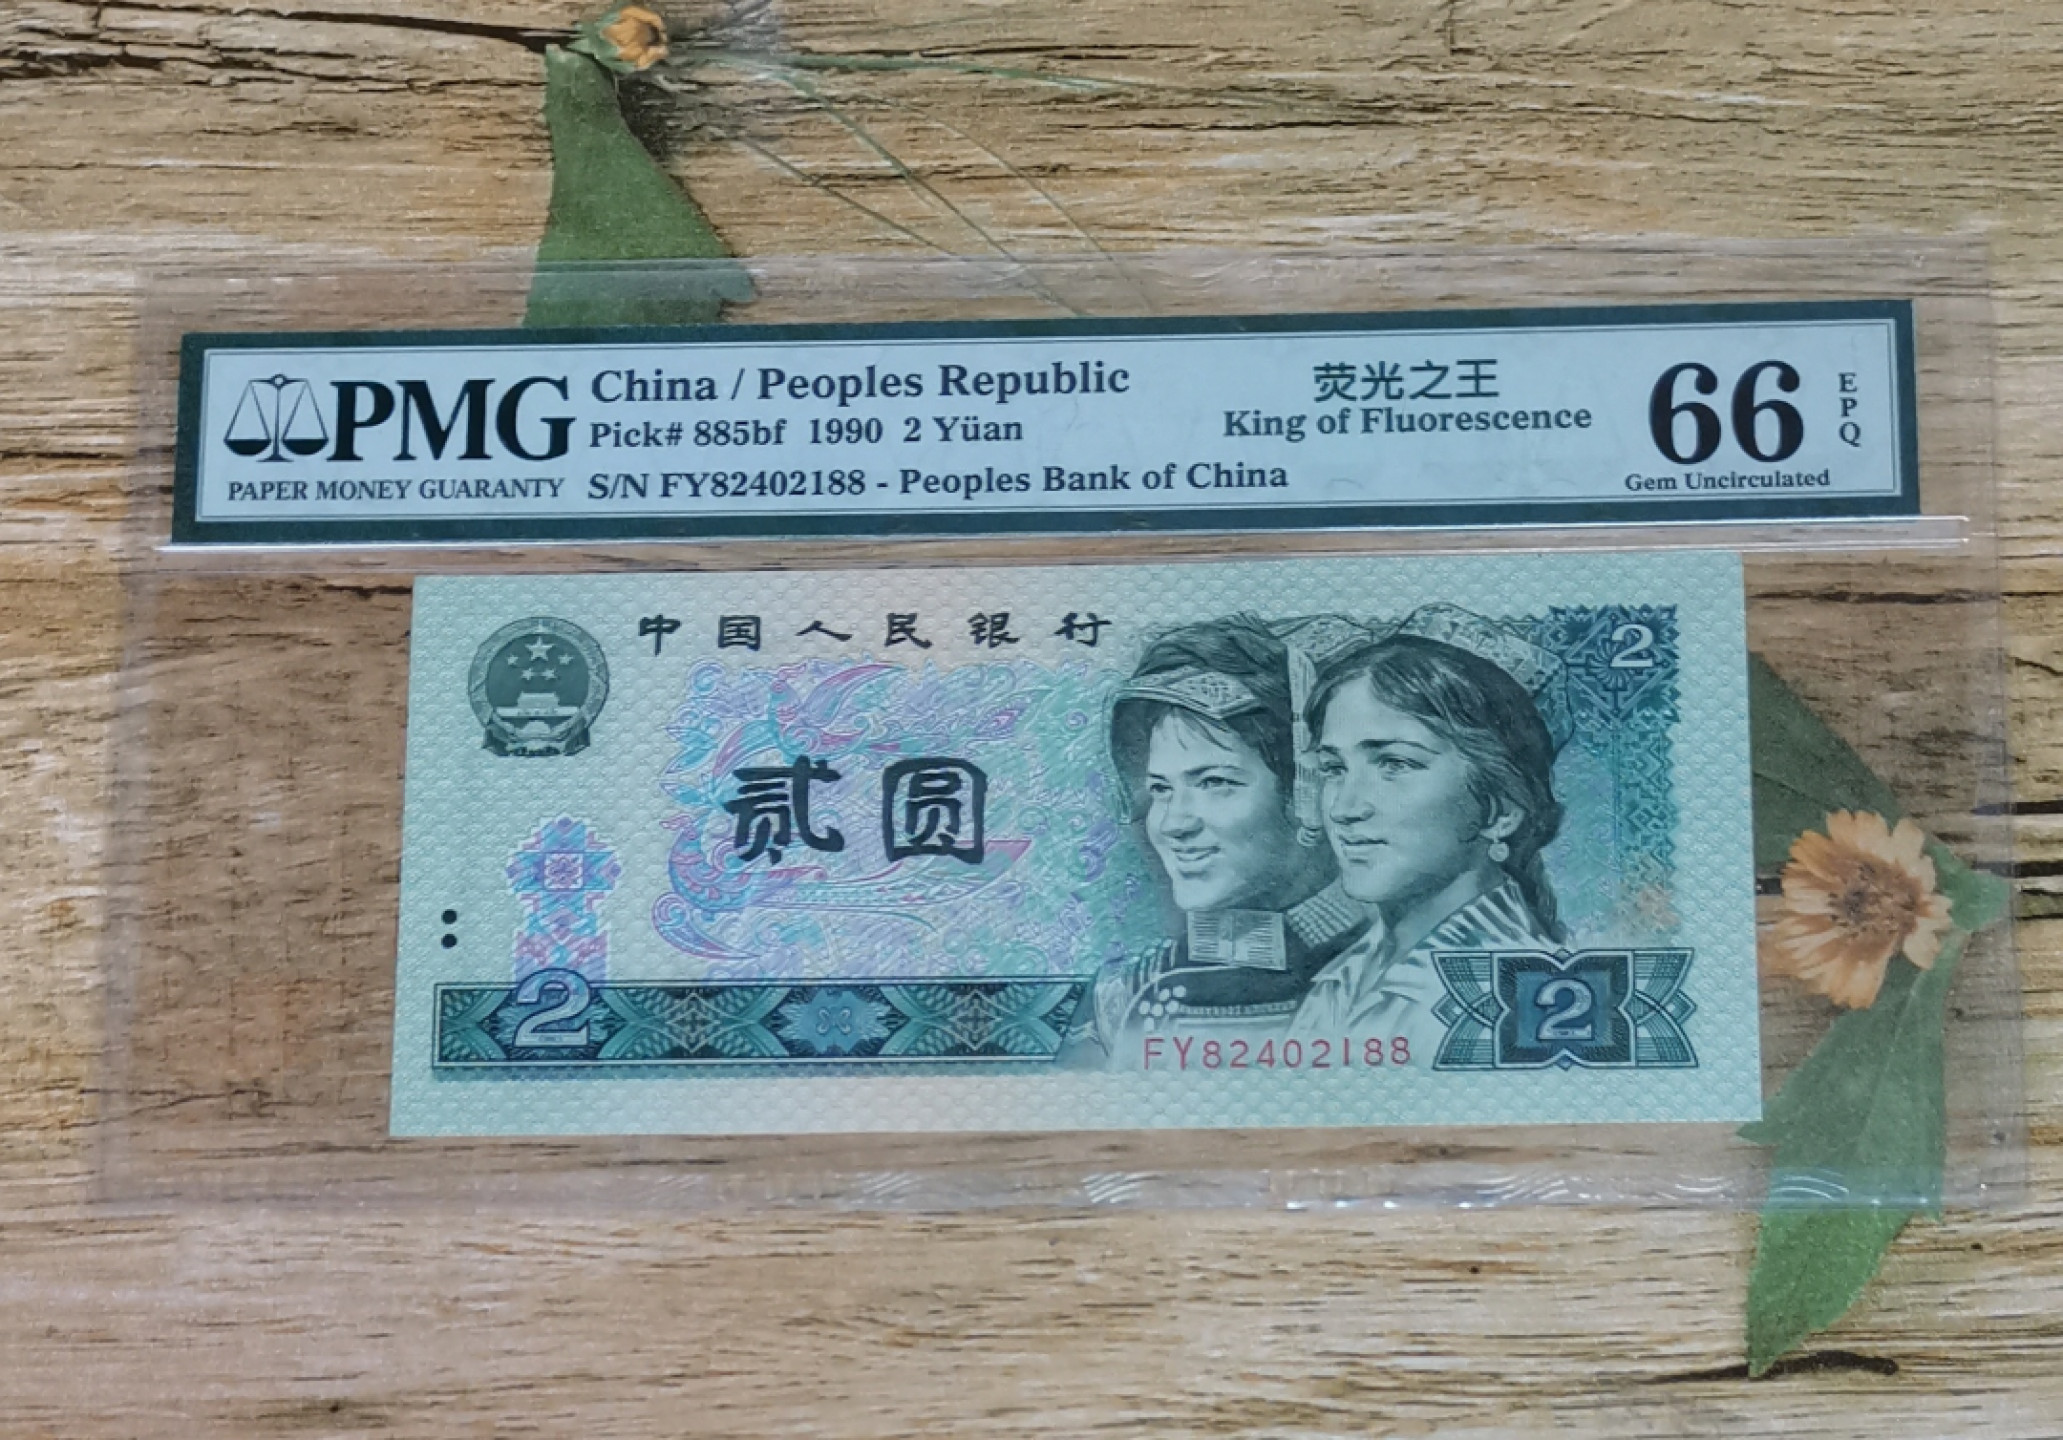 PMG
PAPER MONEY GUARANTY
China / Peoples Republic
Pick# 885bf 1990 2 Yüan
S/N FY82402188 - Peoples Bank of China
荧光之王
King of Fluorescence
66
EPQ
Gem Uncirculated
中国人民银行
2
贰圆
2
2
FY82402188